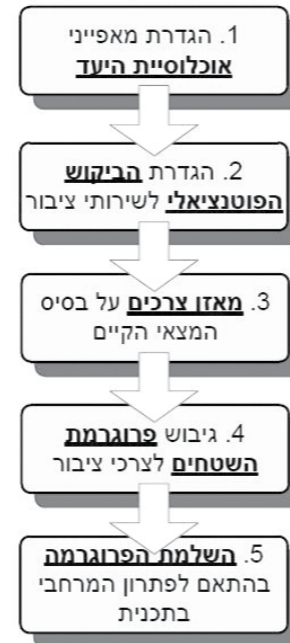 1. הגדרת מאפייני
אוכלוסיית היעד
2. הגדרת הביקוש
הפוטנציאלי לשירותי ציבור
3. מאזן צרכים על בסיס
המצאי הקיים
4. גיבוש פרוגרמת
השטחים לצרכי ציבור
5. השלמת הפרוגרמה
בהתאם לפתרון המרחבי
בתכנית